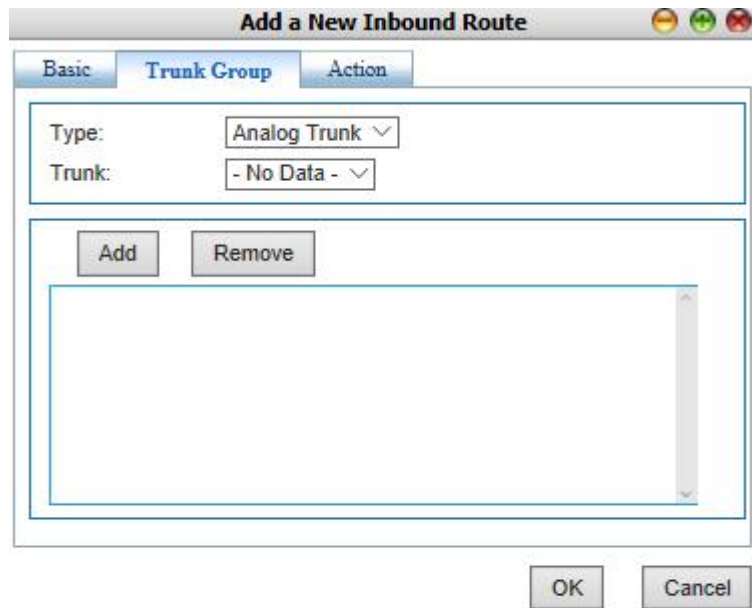 Add a New Inbound Route
Basic Trunk Group Action
Type: Analog Trunk
Trunk: - No Data -
Add Remove
OK Cancel